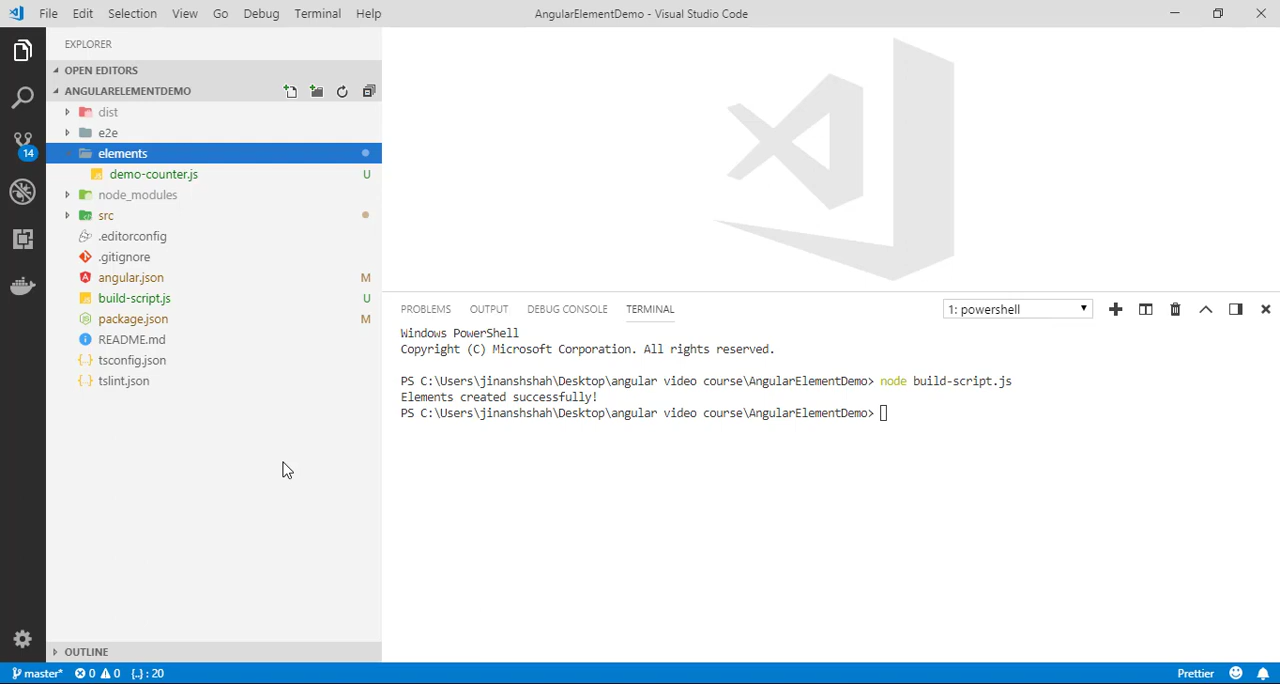 File Edit Selection View Go Debug Terminal Help
AngularElementDemo - Visual Studio Code
EXPLORER
OPEN EDITORS
ANGULARELEMENTDEMO
dist
e2e
elements
demo-counter.js U
node_modules
src
.editorconfig
.gitignore
angular.json M
build-script.js U
package.json M
README.md
tsconfig.json
tslint.json
OUTLINE
14
PROBLEMS OUTPUT DEBUG CONSOLE TERMINAL
1: powershell
Windows PowerShell
Copyright (C) Microsoft Corporation. All rights reserved.
PS C:\Users\jinanshshah\Desktop\angular video course\AngularElementDemo> node build-script.js
Elements created successfully!
PS C:\Users\jinanshshah\Desktop\angular video course\AngularElementDemo>
master* 0 0 {..} : 20
Prettier